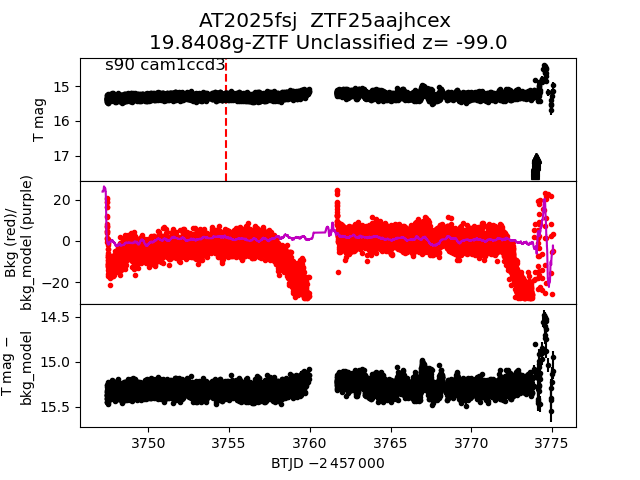 AT2025fsj  ZTF25aajhcex
19.8408g-ZTF Unclassified z= -99.0
s90 cam1ccd3
T mag
15
16
17
Bkg (red)/
bkg_model (purple)
20
0
−20
T mag −
bkg_model
14.5
15.0
15.5
3750
3755
3760
3765
3770
3775
BTJD −2 457 000